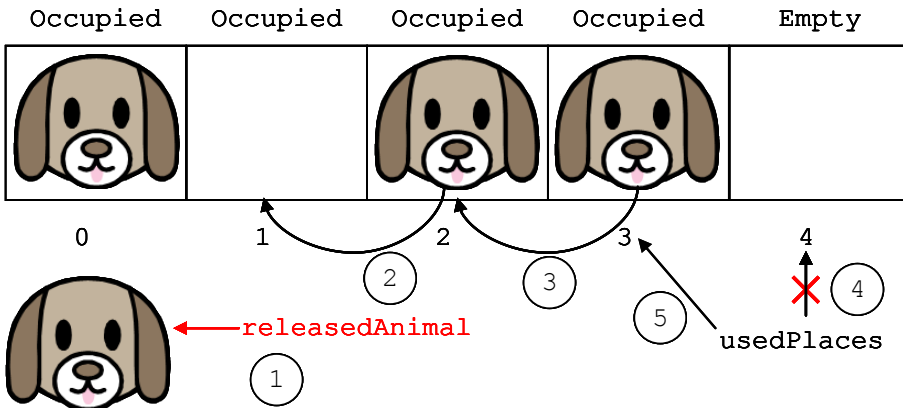 Occupied Occupied Occupied Occupied Empty
0 1 2 3 4
2 3 4
5
releasedAnimal usedPlaces
1